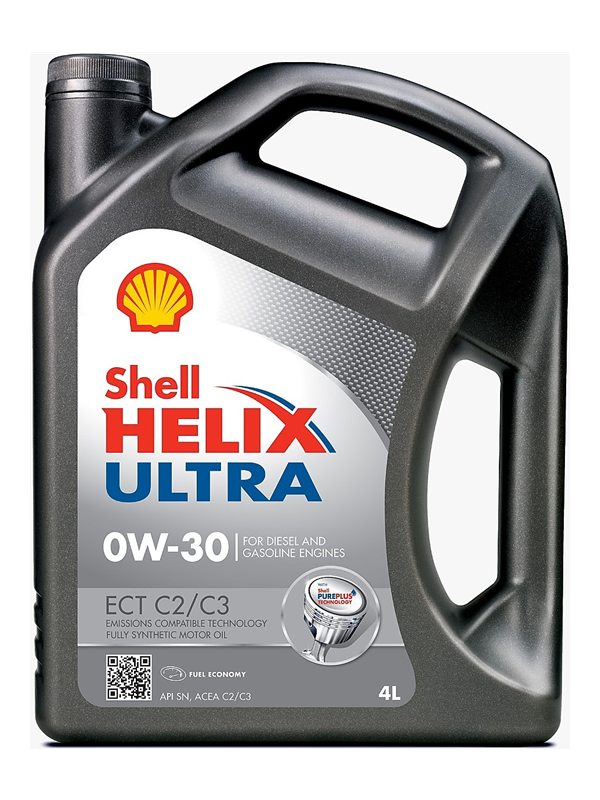 Shell
HELIX
ULTRA
0W-30
FOR DIESEL AND
GASOLINE ENGINES
WITH
Shell
PUREPLUS
TECHNOLOGY
ECT C2/C3
EMISSIONS COMPATIBLE TECHNOLOGY
FULLY SYNTHETIC MOTOR OIL
FUEL ECONOMY
API SN, ACEA C2/C3
4L